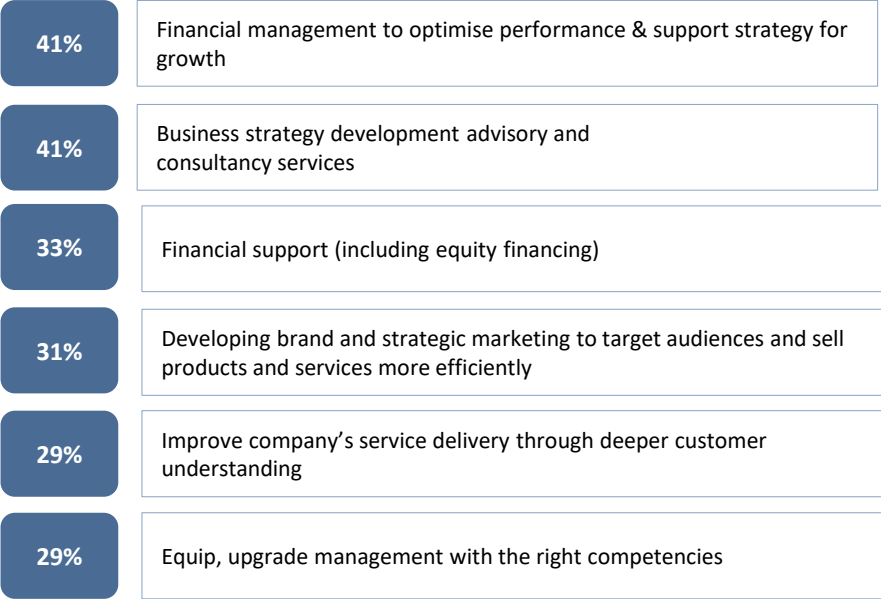 41%
Financial management to optimise performance & support strategy for
growth
41%
Business strategy development advisory and
consultancy services
33%
Financial support (including equity financing)
31%
Developing brand and strategic marketing to target audiences and sell
products and services more efficiently
29%
Improve company’s service delivery through deeper customer
understanding
29%
Equip, upgrade management with the right competencies